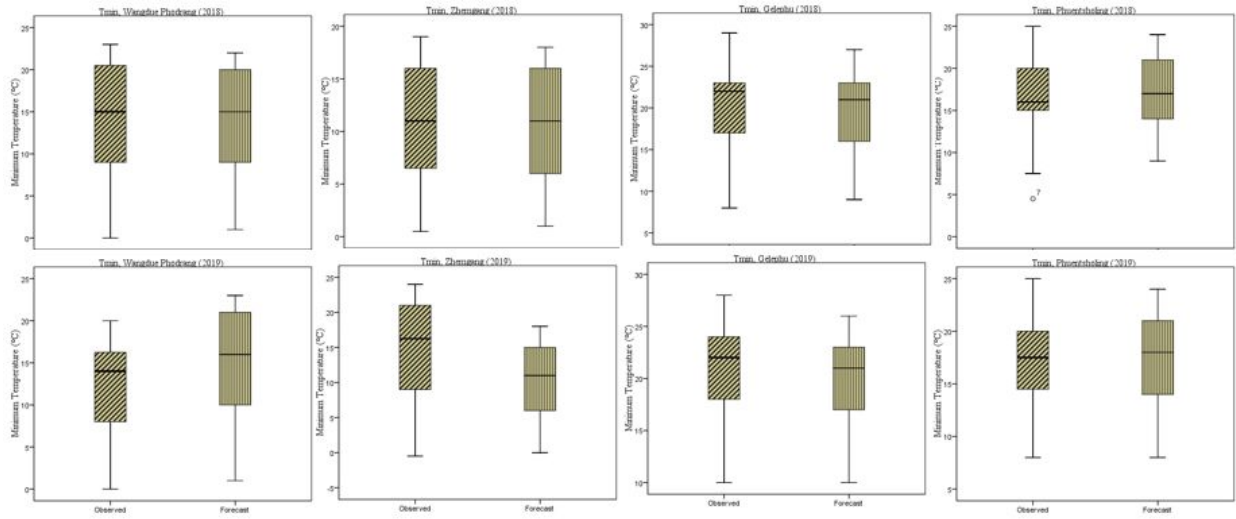 Tmin, Wangdue Phodrang (2018)
Minimum Temperature (°C)
25
20
15
10
5
0
Tmin, Zhemgang (2018)
Minimum Temperature (°C)
20
15
10
5
0
Tmin, Gelephu (2018)
Minimum Temperature (°C)
30
25
20
15
10
5
Tmin, Phuentsholing (2018)
Minimum Temperature (°C)
25
20
15
10
5
0
7
Tmin, Wangdue Phodrang (2019)
Minimum Temperature (°C)
25
20
15
10
5
0
Observed Forecast
Tmin, Zhemgang (2019)
Minimum Temperature (°C)
25
20
15
10
5
0
-5
Observed Forecast
Tmin, Gelephu (2019)
Minimum Temperature (°C)
30
25
20
15
10
Observed Forecast
Tmin, Phuentsholing (2019)
Minimum Temperature (°C)
25
20
15
10
5
Observed Forecast